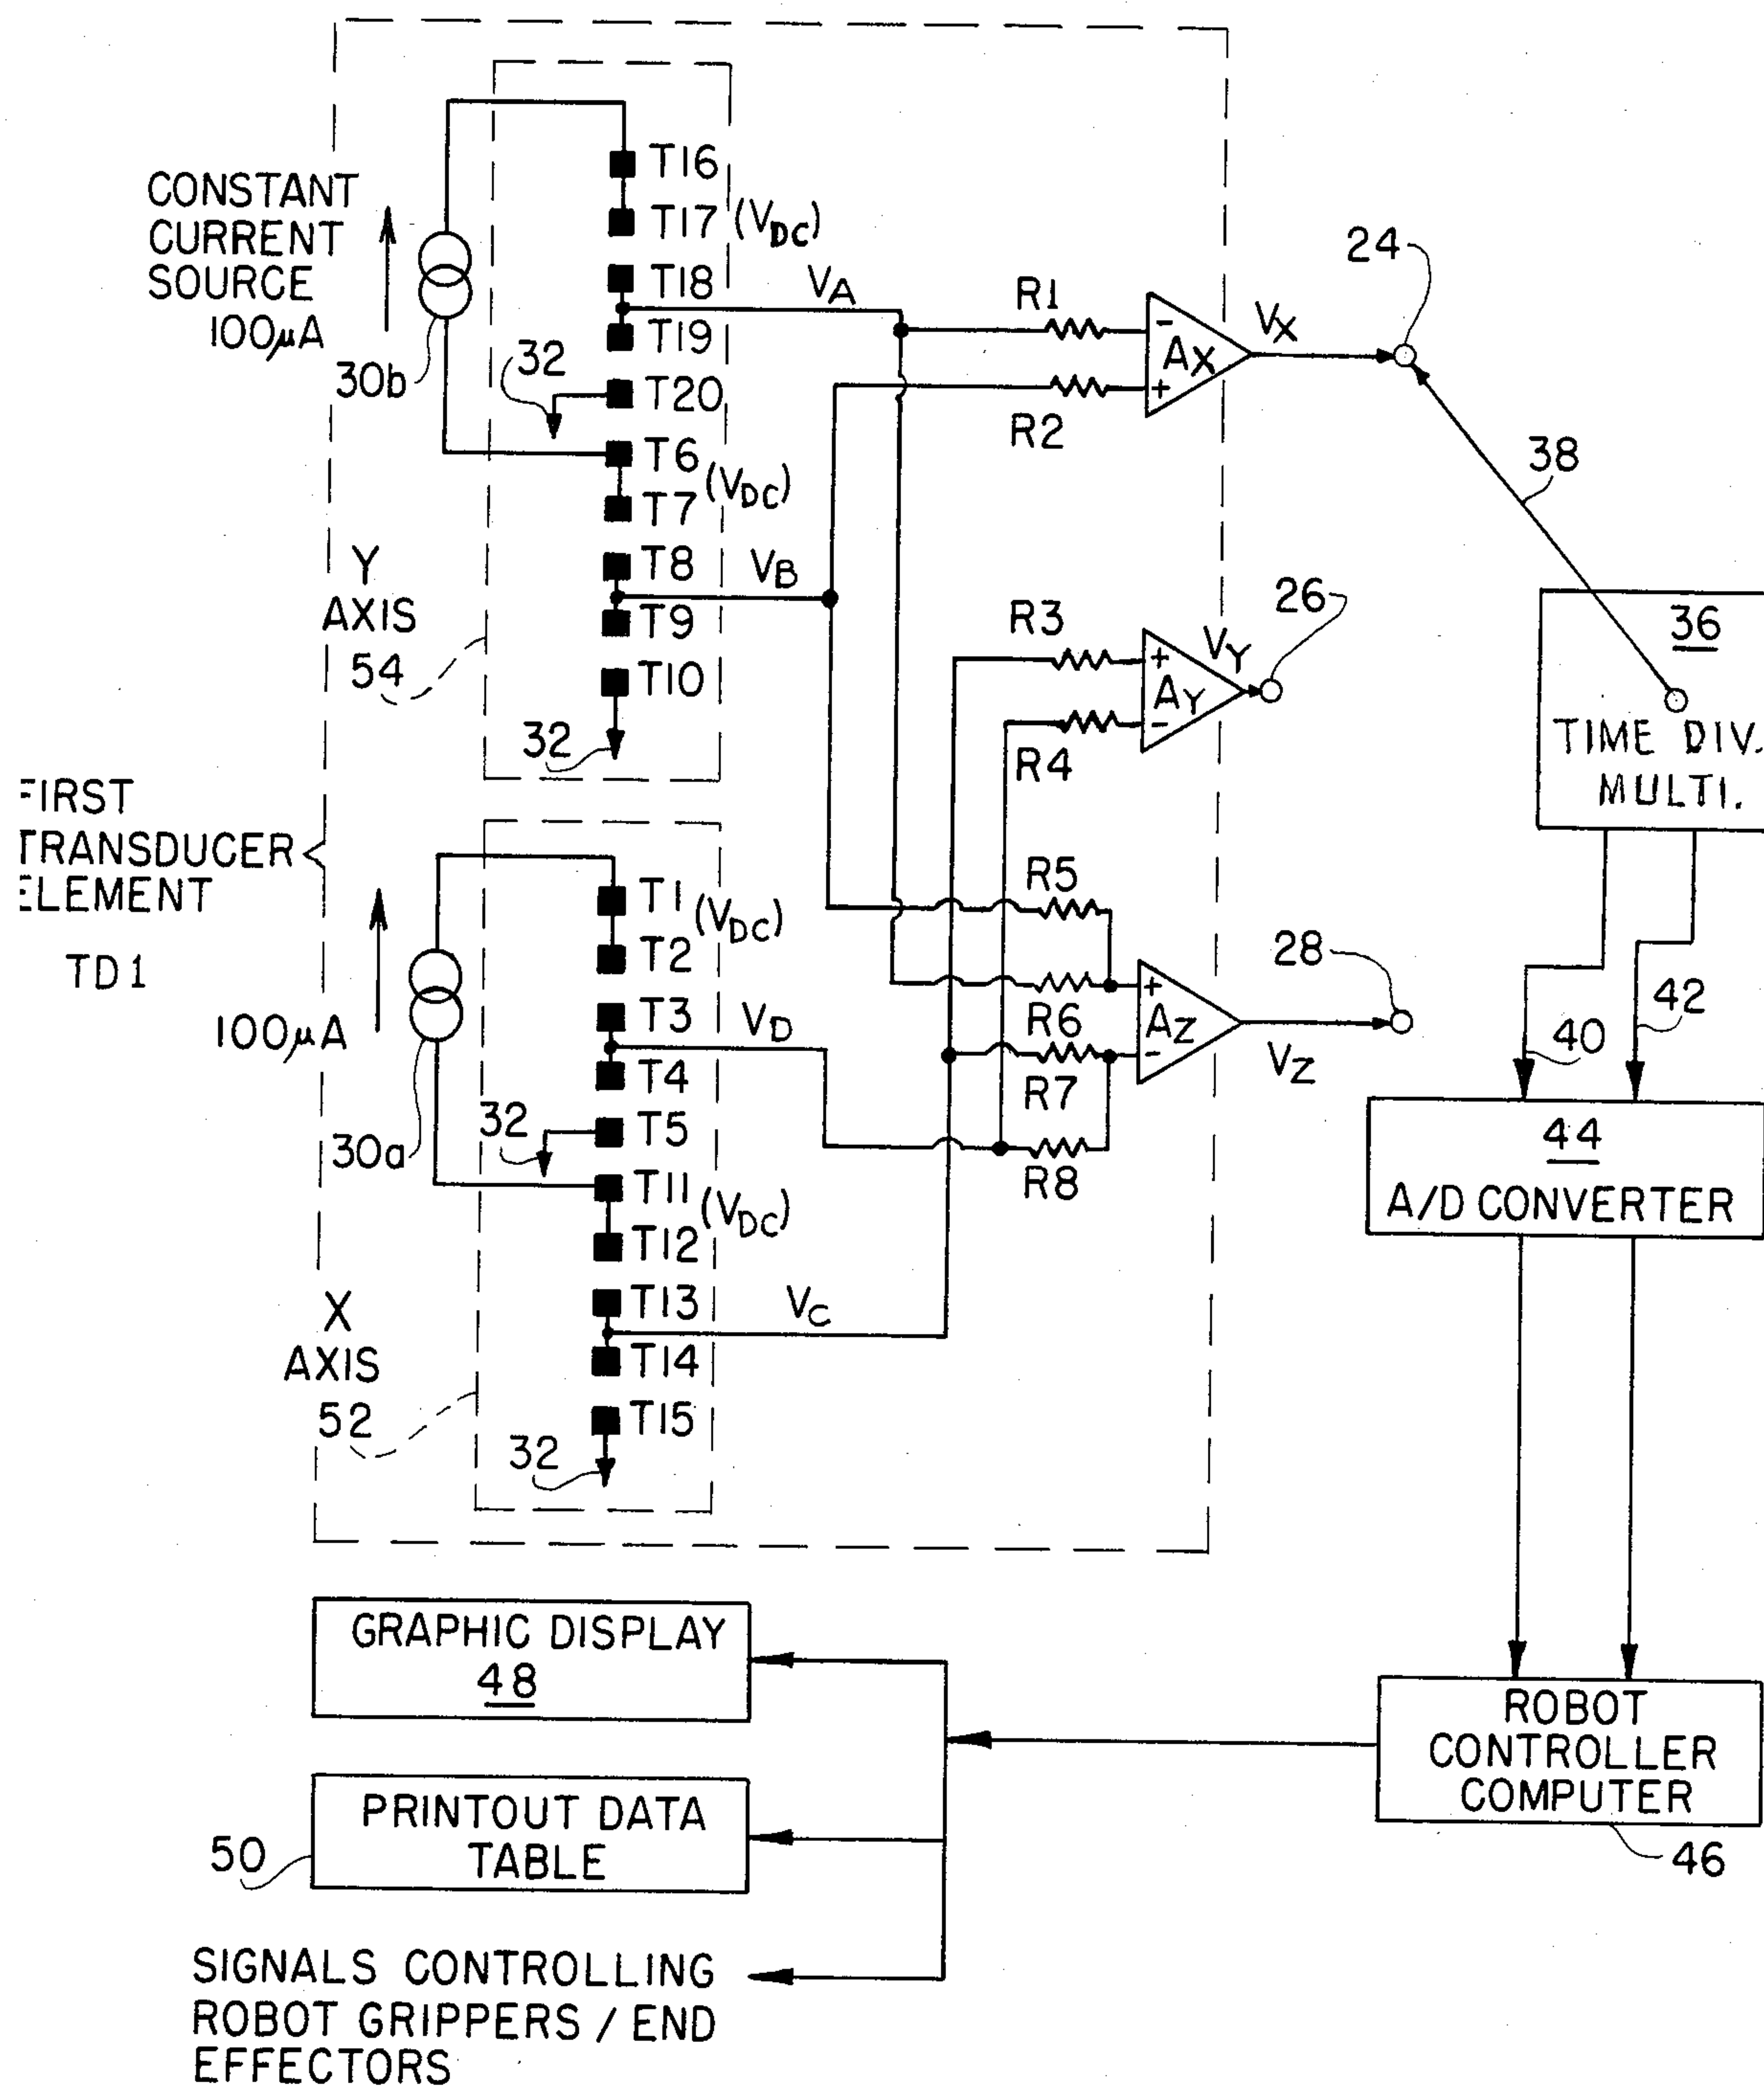 CONSTANT
CURRENT
SOURCE
100μA
30b
T16
T17 (VDC)
T18
T19
T20
32
T6
(VDC)
T7
T8
T9
T10
32
VA
VB
Y
AXIS
54
R1
R2
AX
-
+
VX
24
38
R3
R4
+
AY
-
VY
26
36
TIME DIV.
MULTI.
FIRST
TRANSDUCER
ELEMENT
TD1
100μA
30a
T1
(VDC)
T2
T3
T4
T5
32
T11
(VDC)
T12
T13
T14
T15
32
VD
VC
X
AXIS
52
R5
R6
R7
R8
+
AZ
-
VZ
28
40
42
44
A/D CONVERTER
GRAPHIC DISPLAY
48
PRINTOUT DATA
TABLE
50
ROBOT
CONTROLLER
COMPUTER
46
SIGNALS CONTROLLING
ROBOT GRIPPERS / END
EFFECTORS